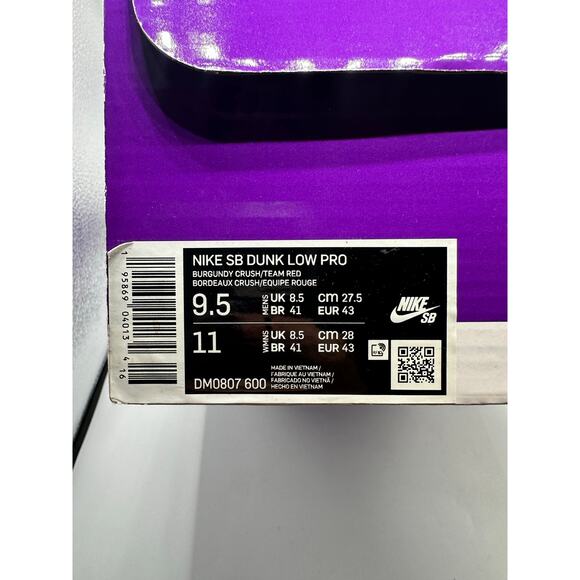 NIKE SB DUNK LOW PRO
BURGUNDY CRUSH/TEAM RED
BORDEAUX CRUSH/EQUIPE ROUGE
9.5 MENS UK 8.5 CM 27.5
BR 41 EUR 43
11 WMNS UK 8.5 CM 28
BR 41 EUR 43
DM0807 600
MADE IN VIETNAM /
FABRIQUE AU VIETNAM /
FABRICADO NO VIETNÃ /
HECHO EN VIETNAM
NIKE
SB
1 95869 04013 4 16